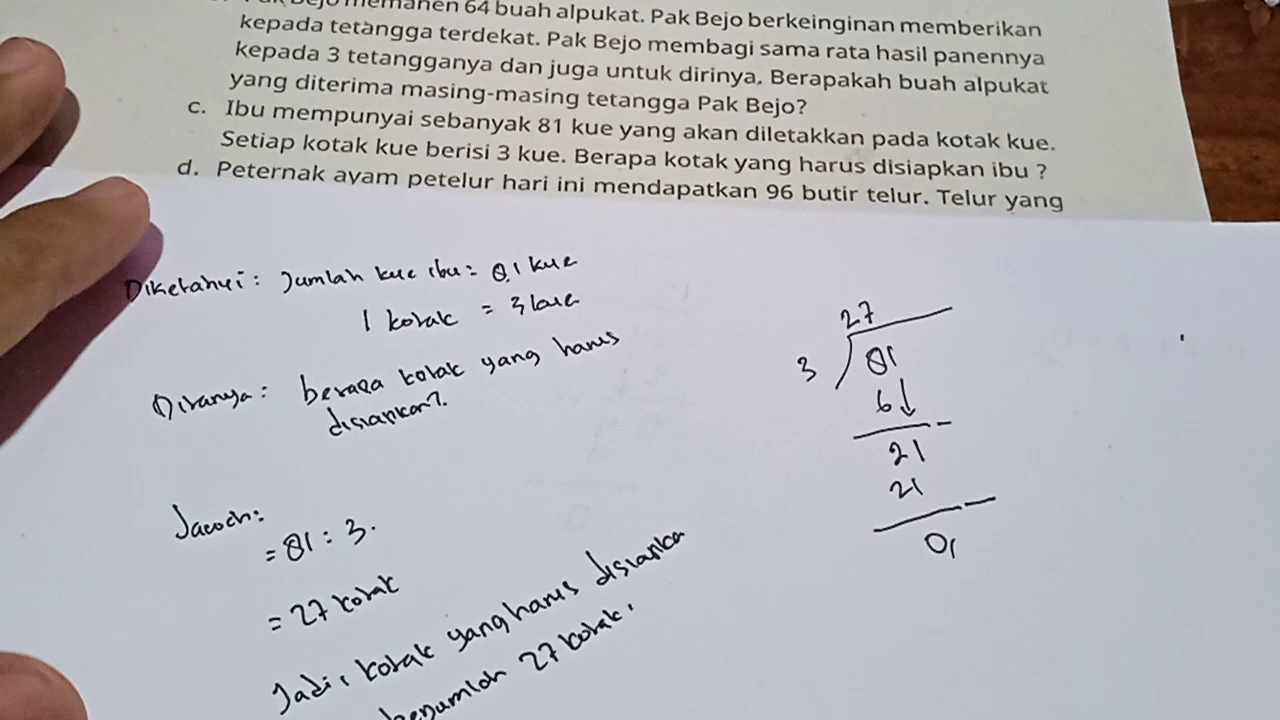 memanen 64 buah alpukat. Pak Bejo berkeinginan memberikan
kepada tetangga terdekat. Pak Bejo membagi sama rata hasil panennya
kepada 3 tetangganya dan juga untuk dirinya, Berapakah buah alpukat
yang diterima masing-masing tetangga Pak Bejo?
c. Ibu mempunyai sebanyak 81 kue yang akan diletakkan pada kotak kue.
Setiap kotak kue berisi 3 kue. Berapa kotak yang harus disiapkan ibu ?
d. Peternak ayam petelur hari ini mendapatkan 96 butir telur. Telur yang
Diketahui : Jumlah kue ibu = 81 kue
1 kotak = 3 kue
Ditanya : berapa kotak yang harus
disiapkan?
27
3 81
6
21
21
0
Jawab :
= 81 : 3.
= 27 kotak
Jadi, kotak yang harus disiapka
27 kotak.